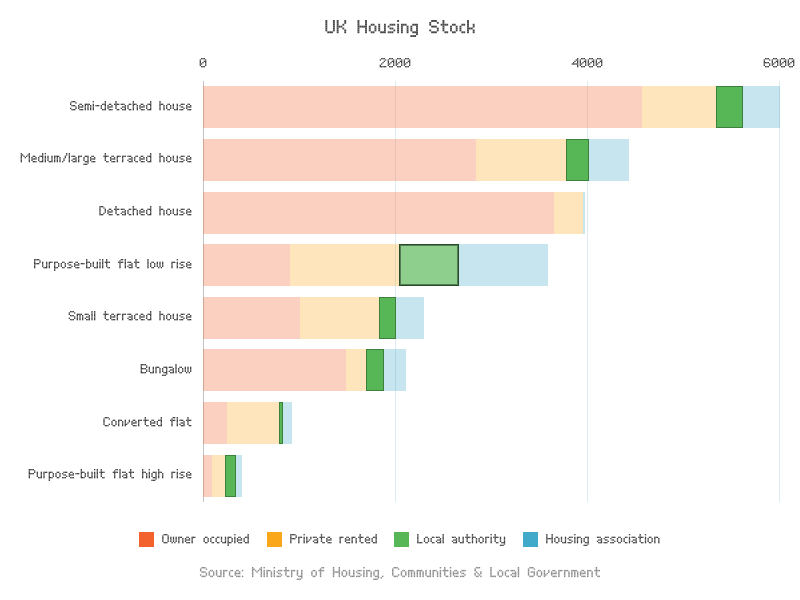 UK Housing Stock
0 2000 4000 6000
Semi-detached house
Medium/large terraced house
Detached house
Purpose-built flat low rise
Small terraced house
Bungalow
Converted flat
Purpose-built flat high rise
Owner occupied Private rented Local authority Housing association
Source: Ministry of Housing, Communities & Local Government